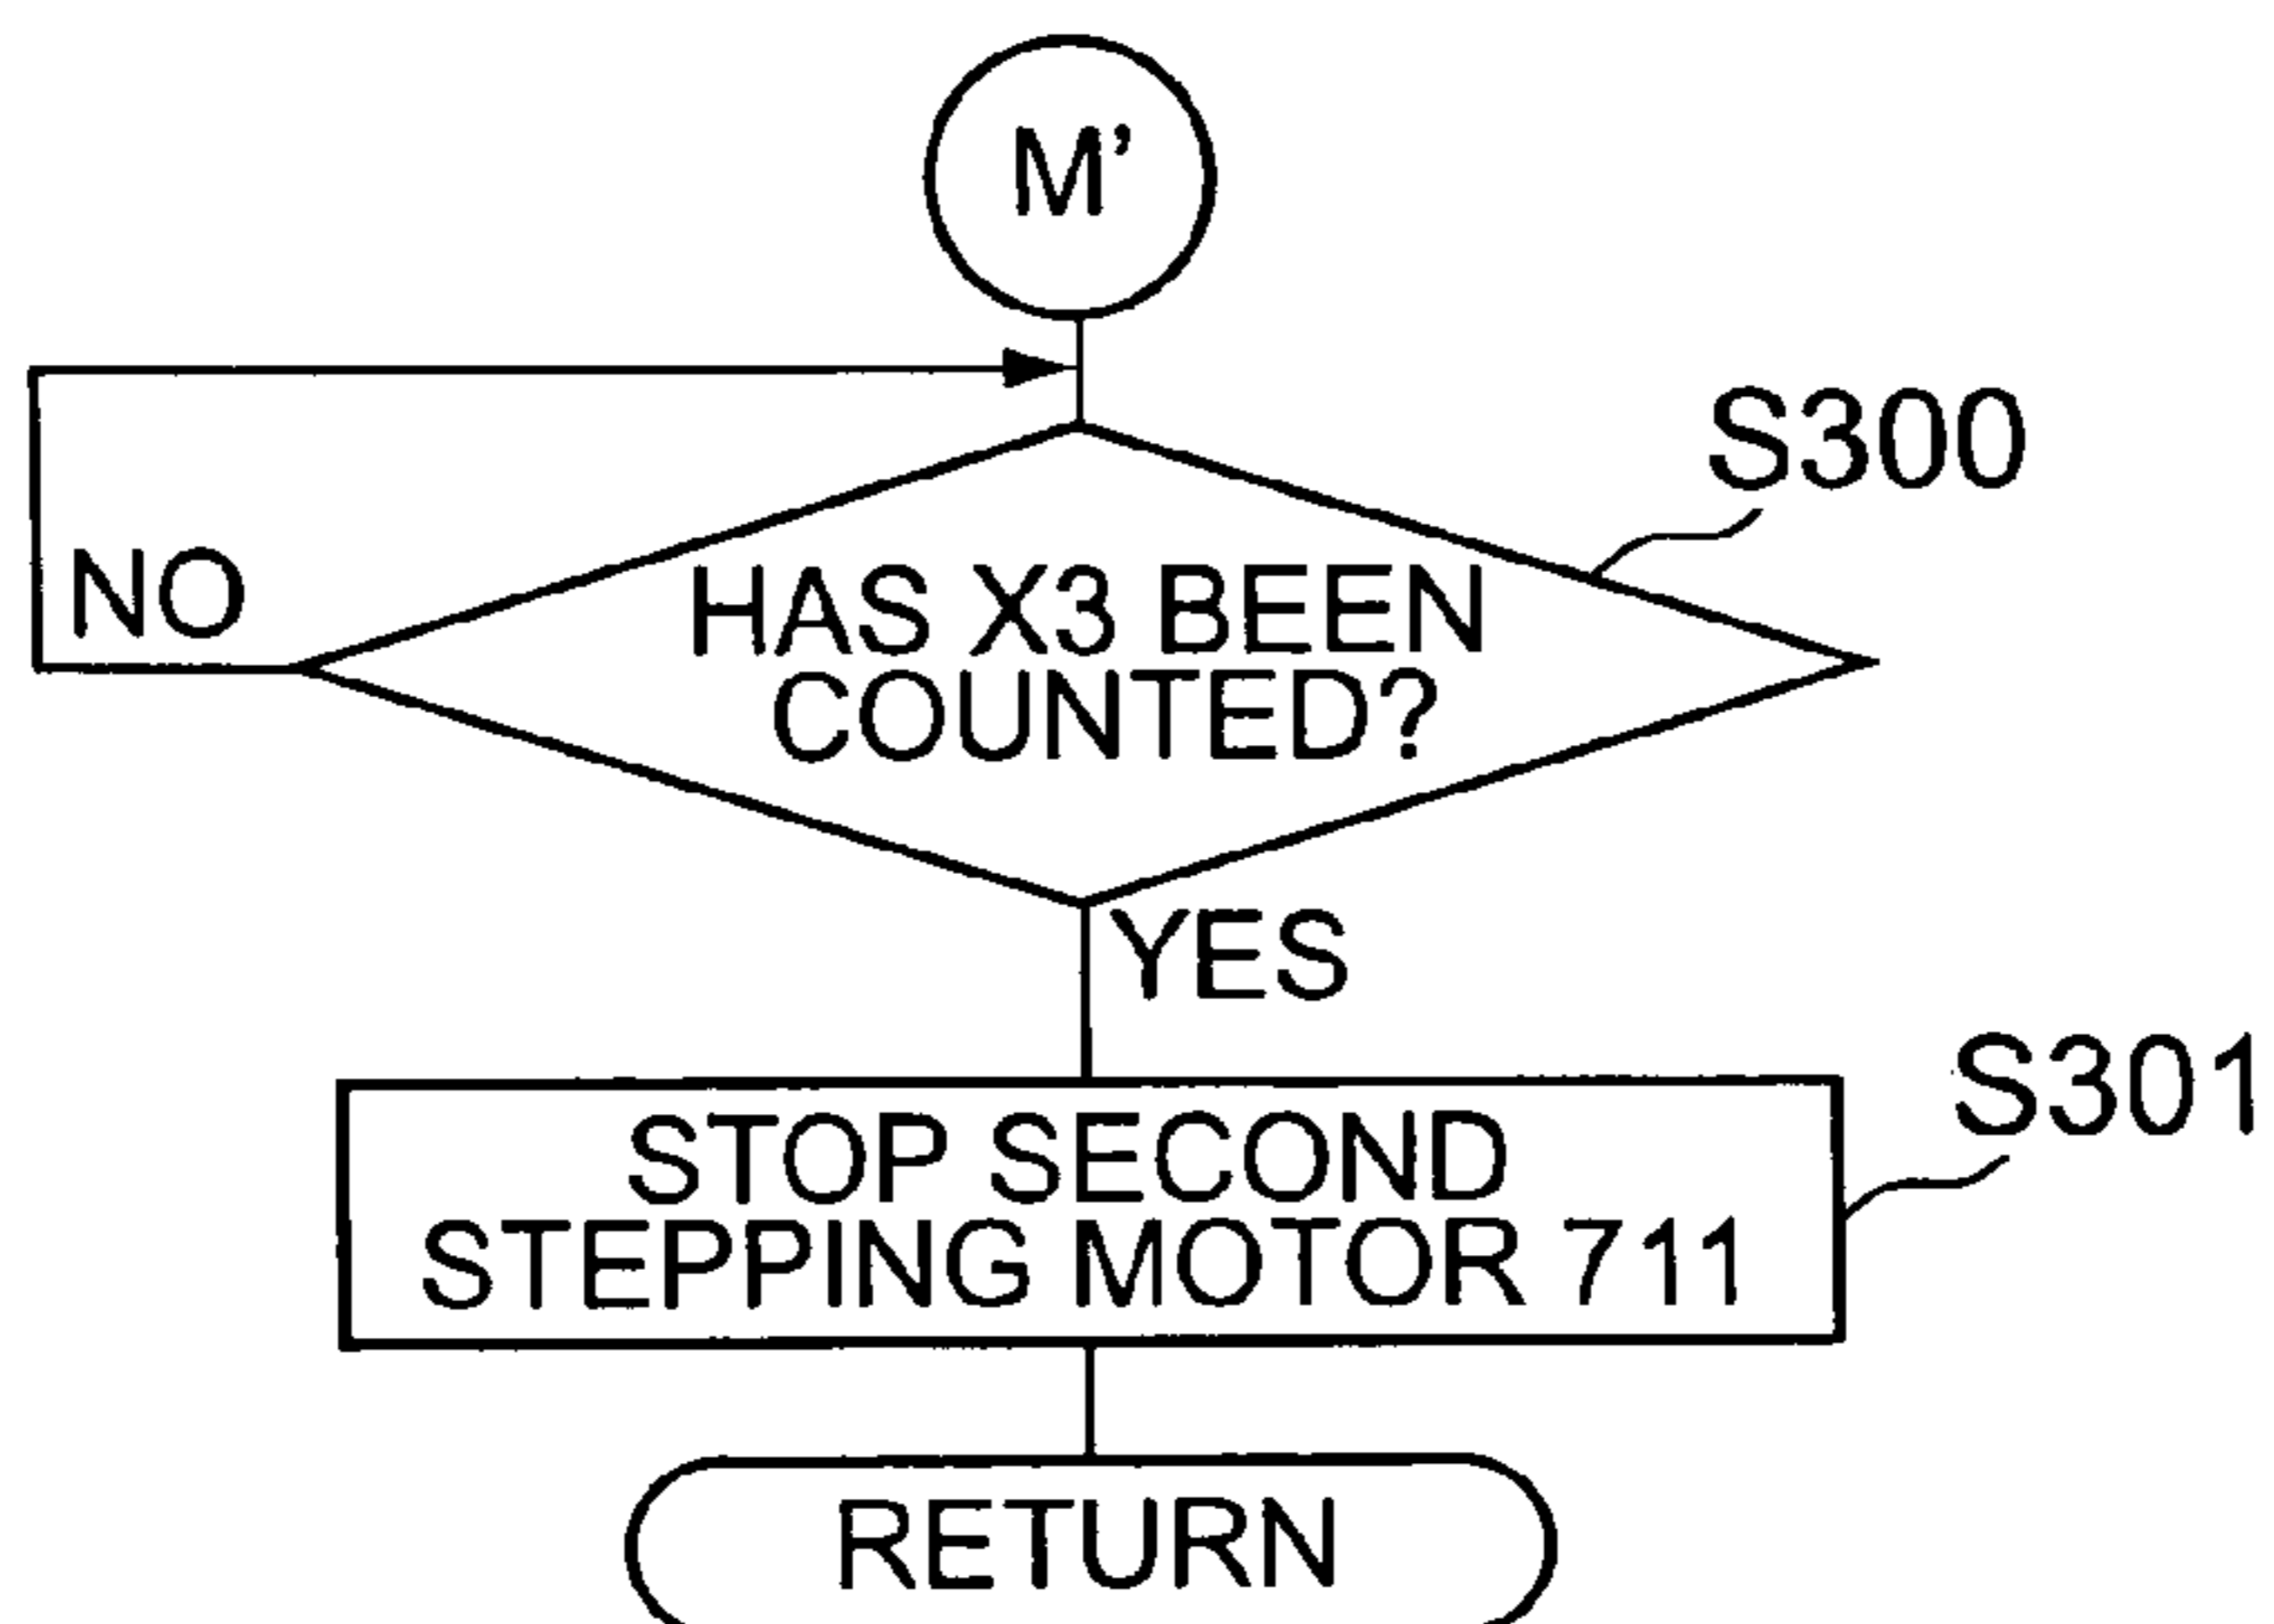 M'
S300
NO
HAS X3 BEEN
COUNTED?
YES
S301
STOP SECOND
STEPPING MOTOR 711
RETURN